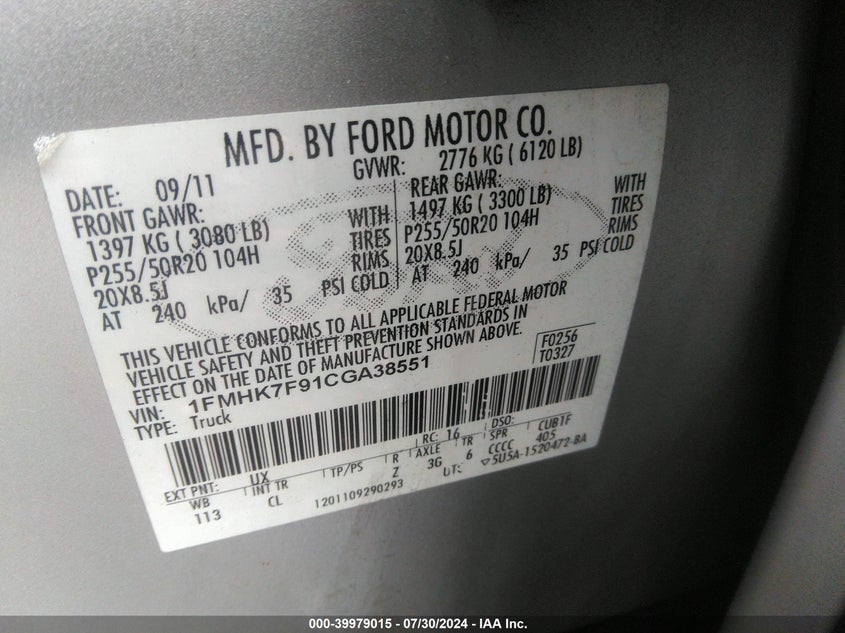 MFD. BY FORD MOTOR CO.
DATE: 09/11 GVWR: 2776 KG ( 6120 LB)
FRONT GAWR: REAR GAWR:
1397 KG ( 3080 LB) WITH 1497 KG ( 3300 LB) WITH
P255/50R20 104H TIRES P255/50R20 104H TIRES
20X8.5J RIMS 20X8.5J RIMS
AT 240 kPa/ 35 PSI COLD AT 240 kPa/ 35 PSI COLD
THIS VEHICLE CONFORMS TO ALL APPLICABLE FEDERAL MOTOR
VEHICLE SAFETY AND THEFT PREVENTION STANDARDS IN
EFFECT ON THE DATE OF MANUFACTURE SHOWN ABOVE.
F0256
T0327
VIN: 1FMHK7F91CGA38551
TYPE: Truck
RC: 16 DSO:
EXT PNT: UX
WB INT TR TP/PS R AXLE TR SPR CUB1F
113 CL Z 3G 6 CCCC 405
1201109290293 UTC ▽5U5A-1520472-BA
000-39979015 / 07/30/2024 - IAA Inc.